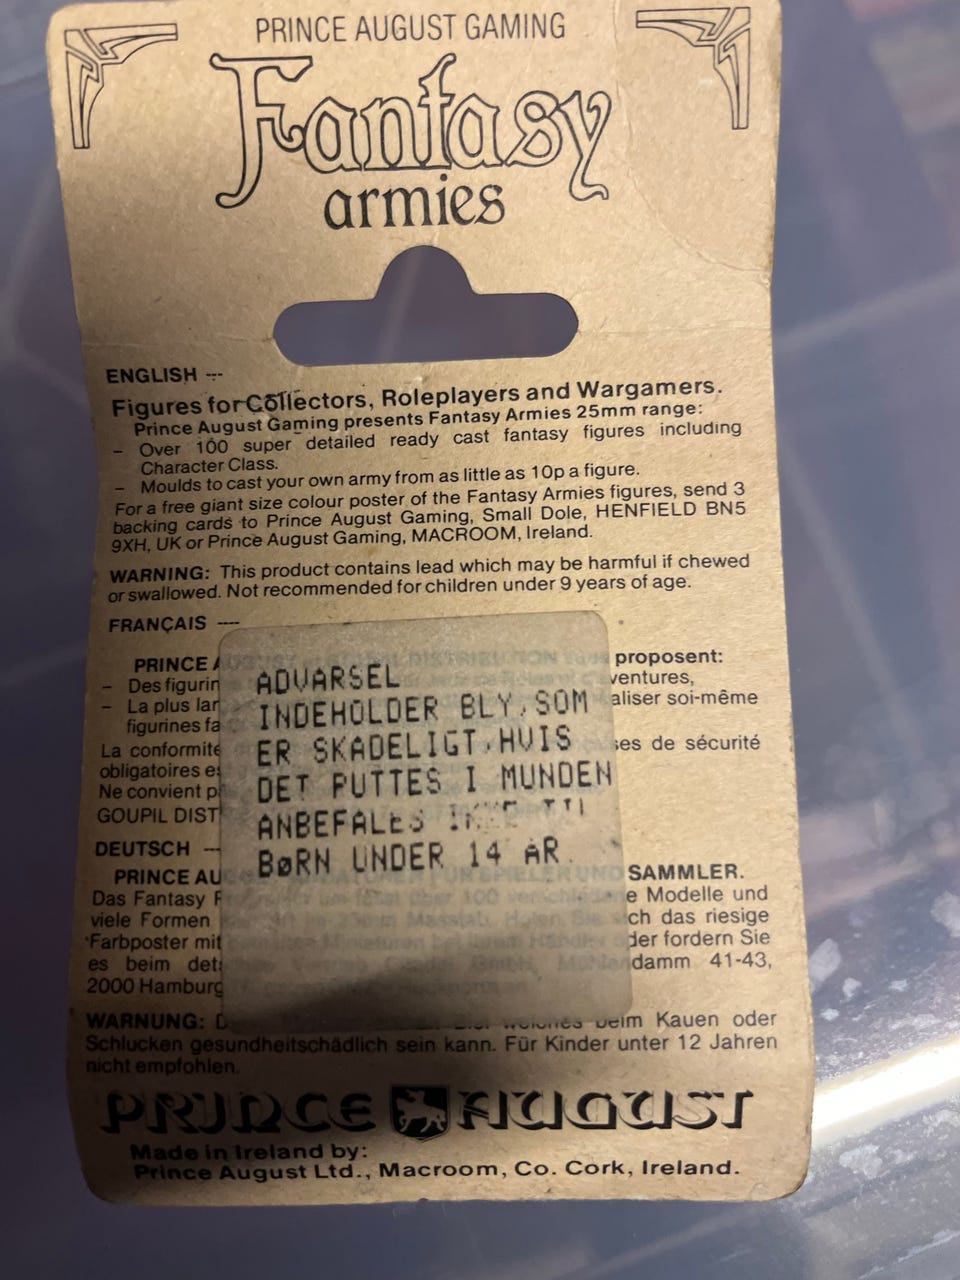 PRINCE AUGUST GAMING
Fantasy
armies
ENGLISH ---
Figures for Collectors, Roleplayers and Wargamers.
Prince August Gaming presents Fantasy Armies 25mm range:
– Over 100 super detailed ready cast fantasy figures including
Character Class.
– Moulds to cast your own army from as little as 10p a figure.
For a free giant size colour poster of the Fantasy Armies figures, send 3
backing cards to Prince August Gaming, Small Dole, HENFIELD BN5
9XH, UK or Prince August Gaming, MACROOM, Ireland.
WARNING: This product contains lead which may be harmful if chewed
or swallowed. Not recommended for children under 9 years of age.
FRANÇAIS ----
PRINCE proposent:
– Des figurin ventures,
– La plus lar aliser soi-même
figurines fa
La conformité ses de sécurité
obligatoires
Ne convient p
GOUPIL DIST
ADVARSEL
INDEHOLDER BLY,SOM
ER SKADELIGT,HVIS
DET PUTTES I MUNDEN
ANBEFALES
BøRN UNDER 14 AR.
DEUTSCH --
PRINCE AU SAMMLER.
Das Fantasy e Modelle und
viele Formen ch das riesige
Farbposter mit der fordern Sie
es beim det damm 41-43,
2000 Hamburg
WARNUNG: welches beim Kauen oder
Schlucken gesundheitschädlich sein kann. Für Kinder unter 12 Jahren
nicht empfohlen.
PRINCE AUGUST
Made in Ireland by:
Prince August Ltd., Macroom, Co. Cork, Ireland.